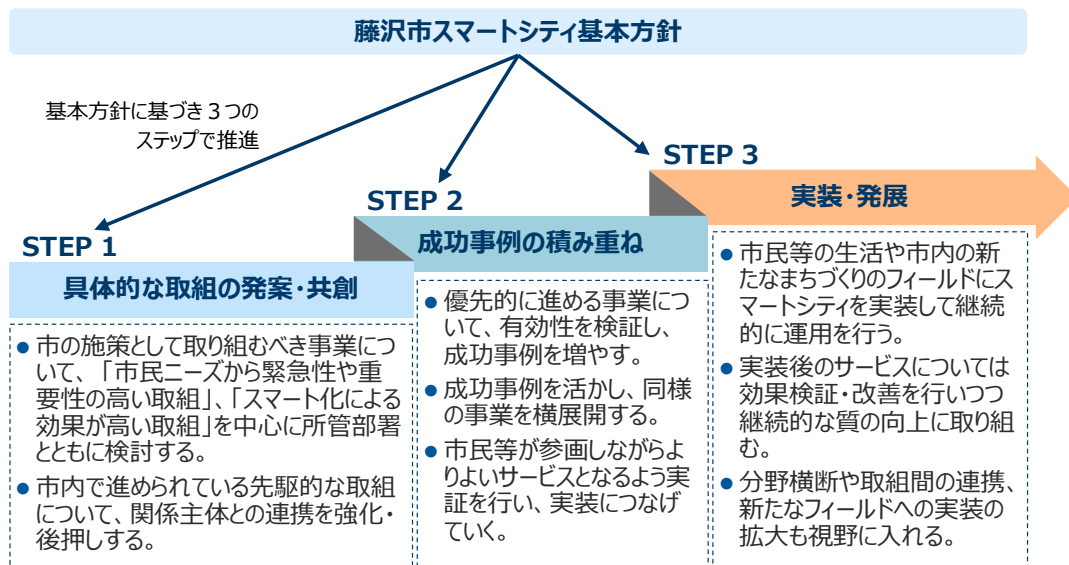 藤沢市スマートシティ基本方針
基本方針に基づき３つの
ステップで推進
STEP 1
具体的な取組の発案・共創
● 市の施策として取り組むべき事業につ
いて、「市民ニーズから緊急性や重
要性の高い取組」、「スマート化による
効果が高い取組」を中心に所管部署
とともに検討する。
● 市内で進められている先駆的な取組
について、関係主体との連携を強化・
後押しする。
STEP 2
成功事例の積み重ね
● 優先的に進める事業につ
いて、有効性を検証し、
成功事例を増やす。
● 成功事例を活かし、同様
の事業を横展開する。
● 市民等が参画しながらよ
りよいサービスとなるよう実
証を行い、実装につなげ
ていく。
STEP 3
実装・発展
● 市民等の生活や市内の新
たなまちづくりのフィールドにス
マートシティを実装して継続
的に運用を行う。
● 実装後のサービスについては
効果検証・改善を行いつつ
継続的な質の向上に取り組
む。
● 分野横断や取組間の連携、
新たなフィールドへの実装の
拡大も視野に入れる。